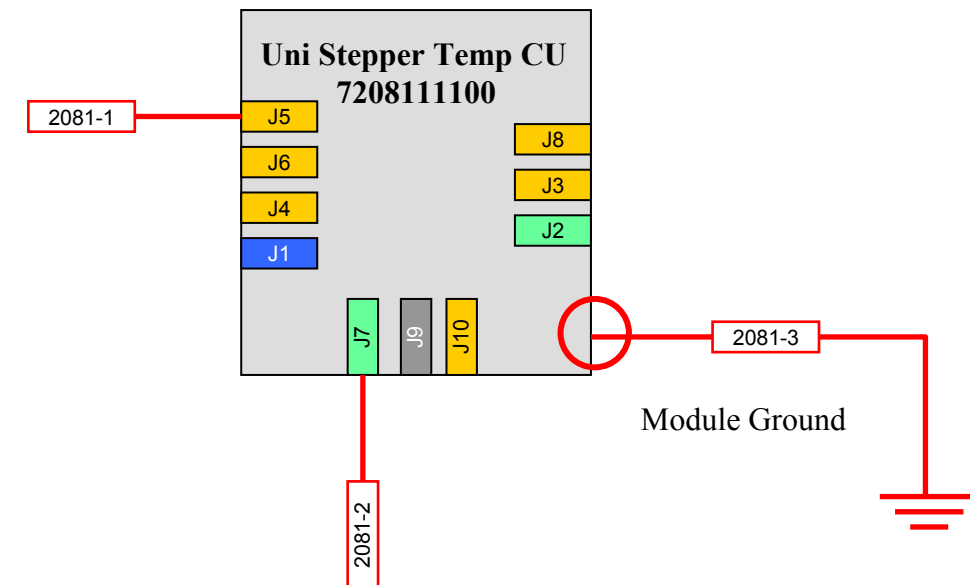 Uni Stepper Temp CU
7208111100
2081-1
J5
J8
J6
J3
J4
J2
J1
J7
J9
J10
2081-3
Module Ground
2081-2